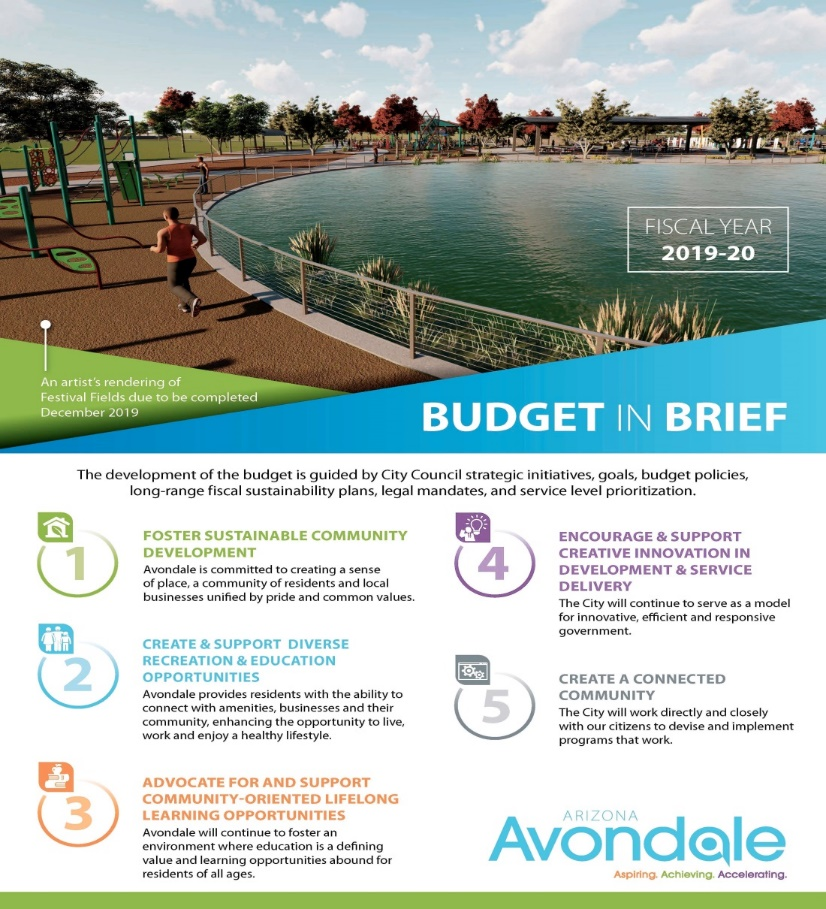 FISCAL YEAR
2019-20
An artist's rendering of
Festival Fields due to be completed
December 2019
BUDGET IN BRIEF
The development of the budget is guided by City Council strategic initiatives, goals, budget policies,
long-range fiscal sustainability plans, legal mandates, and service level prioritization.
1
FOSTER SUSTAINABLE COMMUNITY
DEVELOPMENT
Avondale is committed to creating a sense
of place, a community of residents and local
businesses unified by pride and common values.
2
CREATE & SUPPORT DIVERSE
RECREATION & EDUCATION
OPPORTUNITIES
Avondale provides residents with the ability to
connect with amenities, businesses and their
community, enhancing the opportunity to live,
work and enjoy a healthy lifestyle.
3
ADVOCATE FOR AND SUPPORT
COMMUNITY-ORIENTED LIFELONG
LEARNING OPPORTUNITIES
Avondale will continue to foster an
environment where education is a defining
value and learning opportunities abound for
residents of all ages.
4
ENCOURAGE & SUPPORT
CREATIVE INNOVATION IN
DEVELOPMENT & SERVICE
DELIVERY
The City will continue to serve as a model
for innovative, efficient and responsive
government.
5
CREATE A CONNECTED
COMMUNITY
The City will work directly and closely
with our citizens to devise and implement
programs that work.
ARIZONA
Avondale
Aspiring. Achieving. Accelerating.